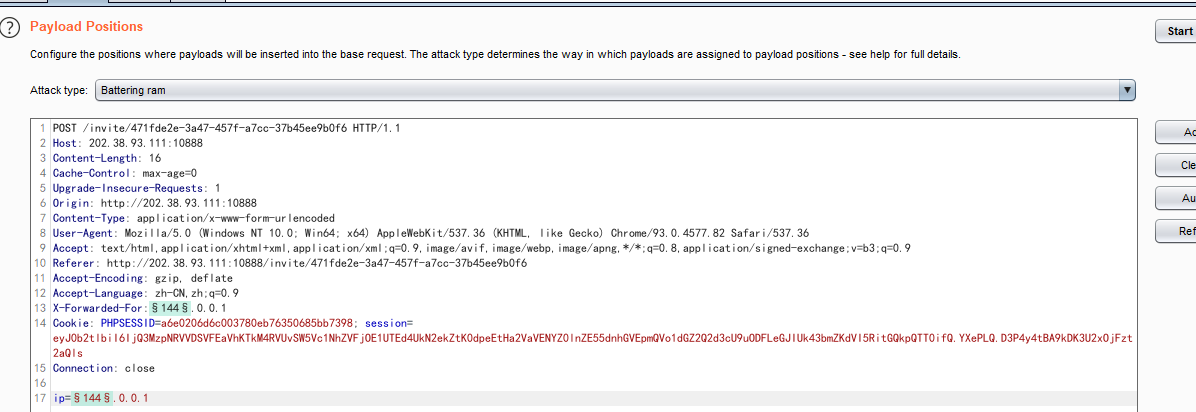 ?
Payload Positions
Start
Configure the positions where payloads will be inserted into the base request. The attack type determines the way in which payloads are assigned to payload positions - see help for full details.
Attack type:
Battering ram
1 POST /invite/471fde2e-3a47-457f-a7cc-37b45ee9b0f6 HTTP/1.1
2 Host: 202.38.93.111:10888
3 Content-Length: 16
4 Cache-Control: max-age=0
5 Upgrade-Insecure-Requests: 1
6 Origin: http://202.38.93.111:10888
7 Content-Type: application/x-www-form-urlencoded
8 User-Agent: Mozilla/5.0 (Windows NT 10.0; Win64; x64) AppleWebKit/537.36 (KHTML, like Gecko) Chrome/93.0.4577.82 Safari/537.36
9 Accept: text/html,application/xhtml+xml,application/xml;q=0.9,image/avif,image/webp,image/apng,*/*;q=0.8,application/signed-exchange;v=b3;q=0.9
10 Referer: http://202.38.93.111:10888/invite/471fde2e-3a47-457f-a7cc-37b45ee9b0f6
11 Accept-Encoding: gzip, deflate
12 Accept-Language: zh-CN,zh;q=0.9
13 X-Forwarded-For:§144§.0.0.1
14 Cookie: PHPSESSID=a6e0206d6c003780eb76350685bb7398; session=
2aQIs
15 Connection: close
16
17 ip=§144§.0.0.1
Ac
Cle
Au
Ref